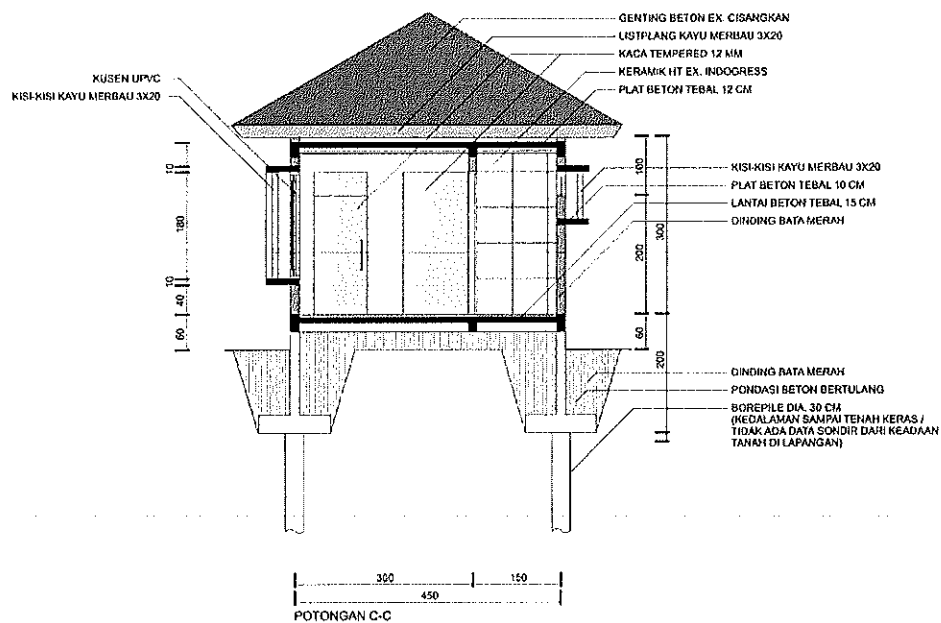 GENTING BETON EX. CISANGKAN
LISTPLANG KAYU MERBAU 3X20
KACA TEMPERED 12 MM
KERAMIK HT EX. INDOGRESS
PLAT BETON TEBAL 12 CM
KUSEN UPVC
KISI-KISI KAYU MERBAU 3X20
KISI-KISI KAYU MERBAU 3X20
PLAT BETON TEBAL 10 CM
LANTAI BETON TEBAL 15 CM
DINDING BATA MERAH
10
180
10
40
60
100
200
300
60
200
DINDING BATA MERAH
PONDASI BETON BERTULANG
BOREPILE DIA. 30 CM
(KEDALAMAN SAMPAI TENAH KERAS /
TIDAK ADA DATA SONDIR DARI KEADAAN
TANAH DI LAPANGAN)
300
150
450
POTONGAN C-C